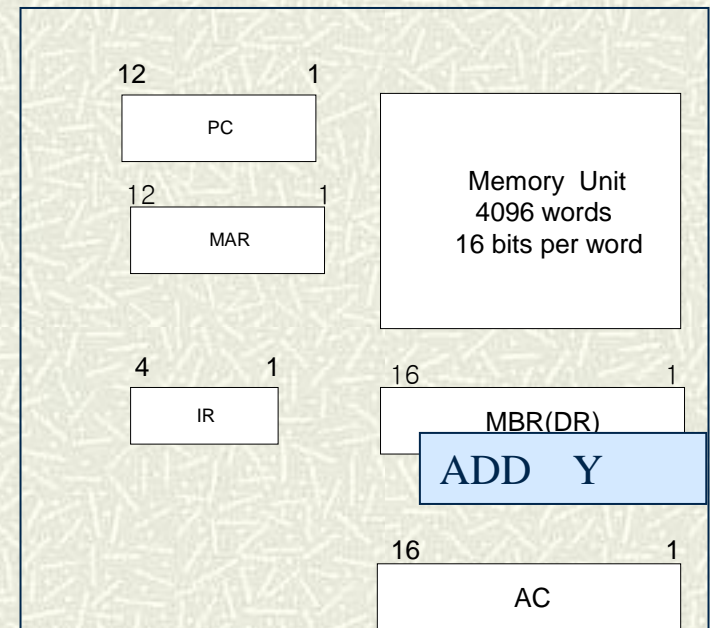 12 1
PC
12 1
MAR
Memory Unit
4096 words
16 bits per word
4 1
IR
16 1
MBR(DR)
ADD Y
16 1
AC